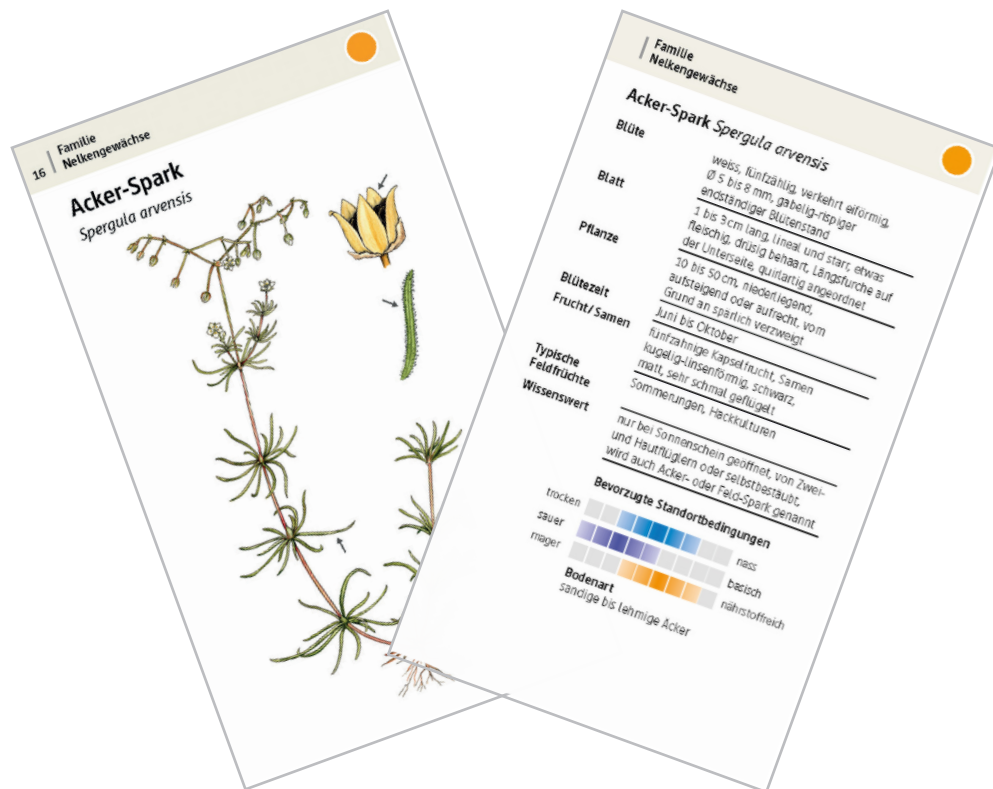 16
Familie
Nelkengewächse
Acker-Spark
Spergula arvensis
Familie
Nelkengewächse
Acker-Spark Spergula arvensis
Blüte
weiss, fünfzählig, verkehrt eiförmig,
Ø 5 bis 8 mm, gabelig-rispiger
endständiger Blütenstand
Blatt
1 bis 3 cm lang, lineal und starr, etwas
fleischig, drüsig behaart, Längsfurche auf
der Unterseite, quirlartig angeordnet
Pflanze
10 bis 50 cm, niederliegend,
aufsteigend oder aufrecht, vom
Grund an spärlich verzweigt
Blütezeit
Juni bis Oktober
Frucht/Samen
fünfzahnige Kapselfrucht, Samen
kugelig-linsenförmig, schwarz,
matt, sehr schmal geflügelt
Typische
Feldfrüchte
Sommerungen, Hackkulturen
Wissenswert
nur bei Sonnenschein geöffnet, von Zwei-
und Hautflüglern oder selbstbestäubt,
wird auch Acker- oder Feld-Spark genannt
Bevorzugte Standortbedingungen
trocken
nass
sauer
basisch
mager
nährstoffreich
Bodenart
sandige bis lehmige Äcker